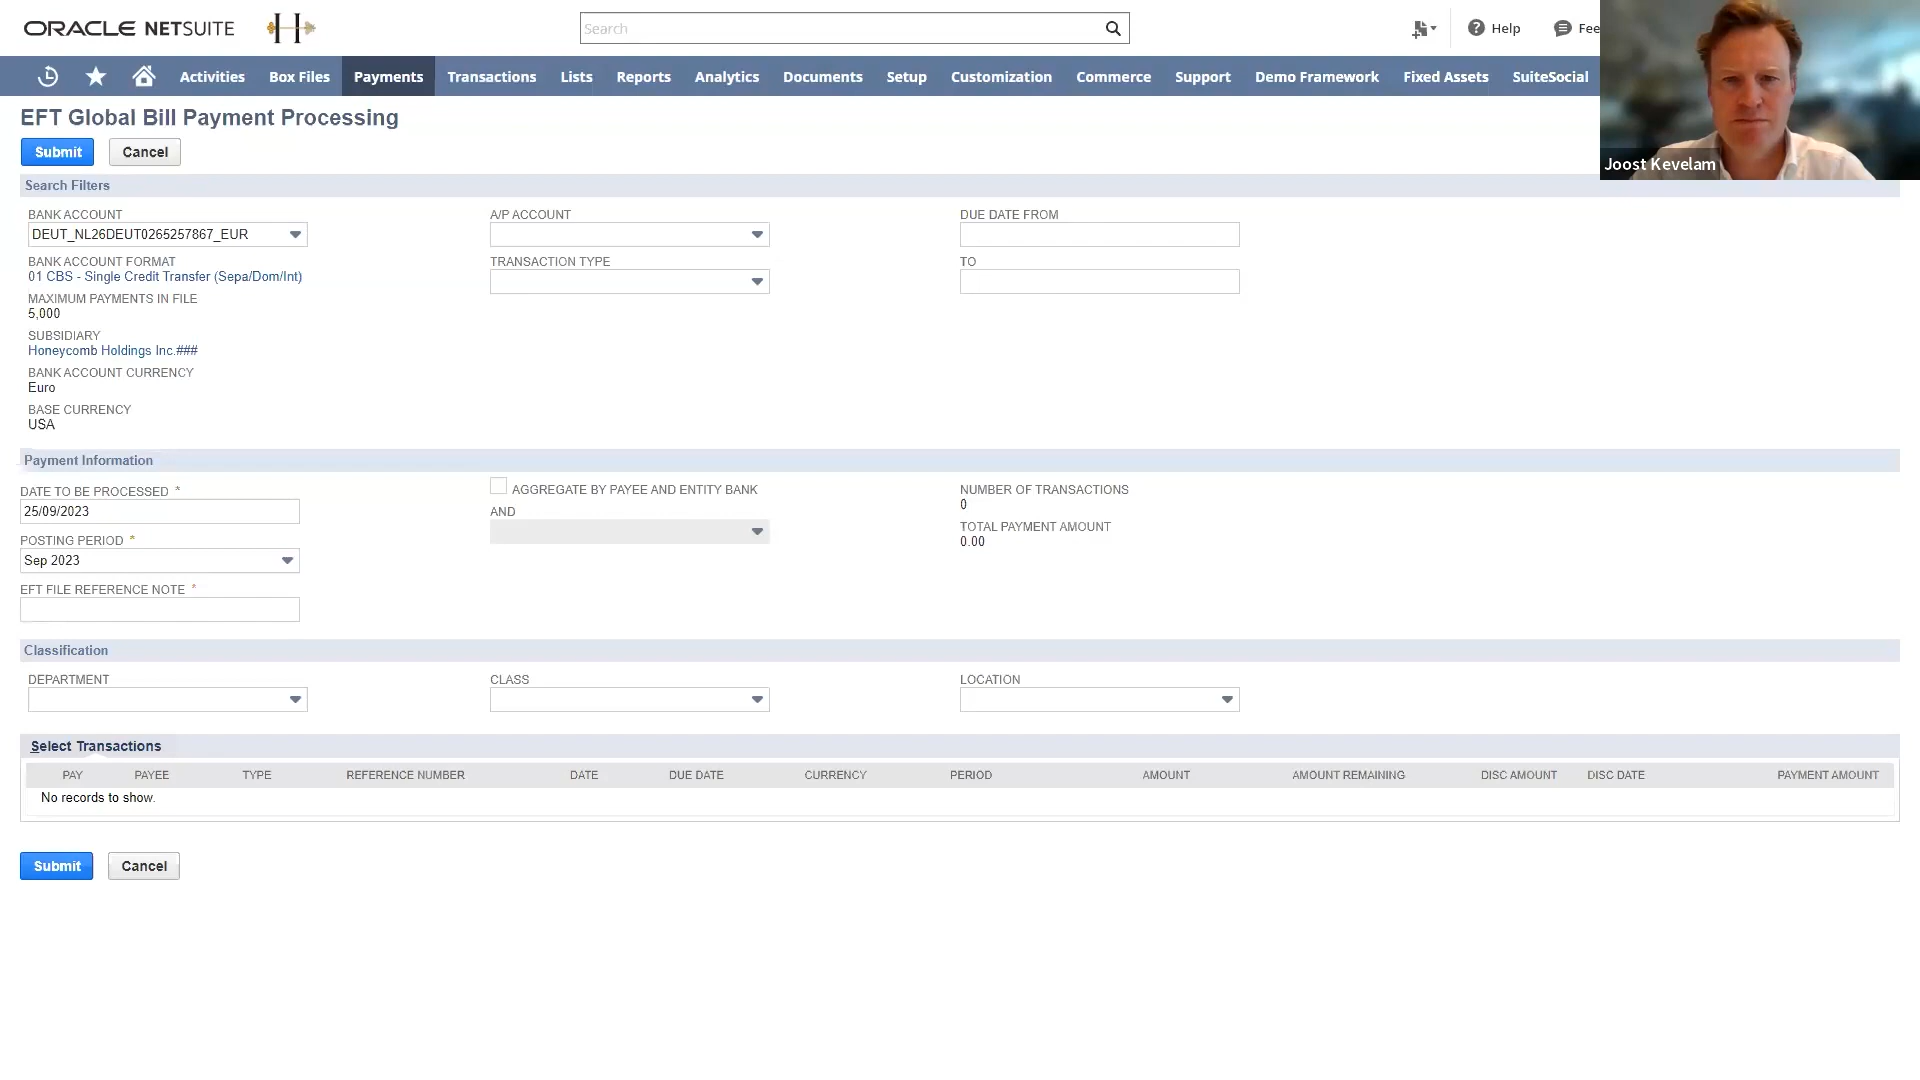 ORACLE NETSUITE
H
Search
Help
Fee
Activities Box Files Payments Transactions Lists Reports Analytics Documents Setup Customization Commerce Support Demo Framework Fixed Assets SuiteSocial
Joost Kevelam
EFT Global Bill Payment Processing
Submit Cancel
Search Filters
BANK ACCOUNT A/P ACCOUNT DUE DATE FROM
DEUT_NL26DEUT0265257867_EUR
BANK ACCOUNT FORMAT TRANSACTION TYPE TO
01 CBS - Single Credit Transfer (Sepa/Dom/Int)
MAXIMUM PAYMENTS IN FILE
5,000
SUBSIDIARY
Honeycomb Holdings Inc.###
BANK ACCOUNT CURRENCY
Euro
BASE CURRENCY
USA
Payment Information
DATE TO BE PROCESSED * AGGREGATE BY PAYEE AND ENTITY BANK NUMBER OF TRANSACTIONS
25/09/2023 AND 0
POSTING PERIOD * TOTAL PAYMENT AMOUNT
Sep 2023 0.00
EFT FILE REFERENCE NOTE *
Classification
DEPARTMENT CLASS LOCATION
Select Transactions
PAY PAYEE TYPE REFERENCE NUMBER DATE DUE DATE CURRENCY PERIOD AMOUNT AMOUNT REMAINING DISC AMOUNT DISC DATE PAYMENT AMOUNT
No records to show.
Submit Cancel